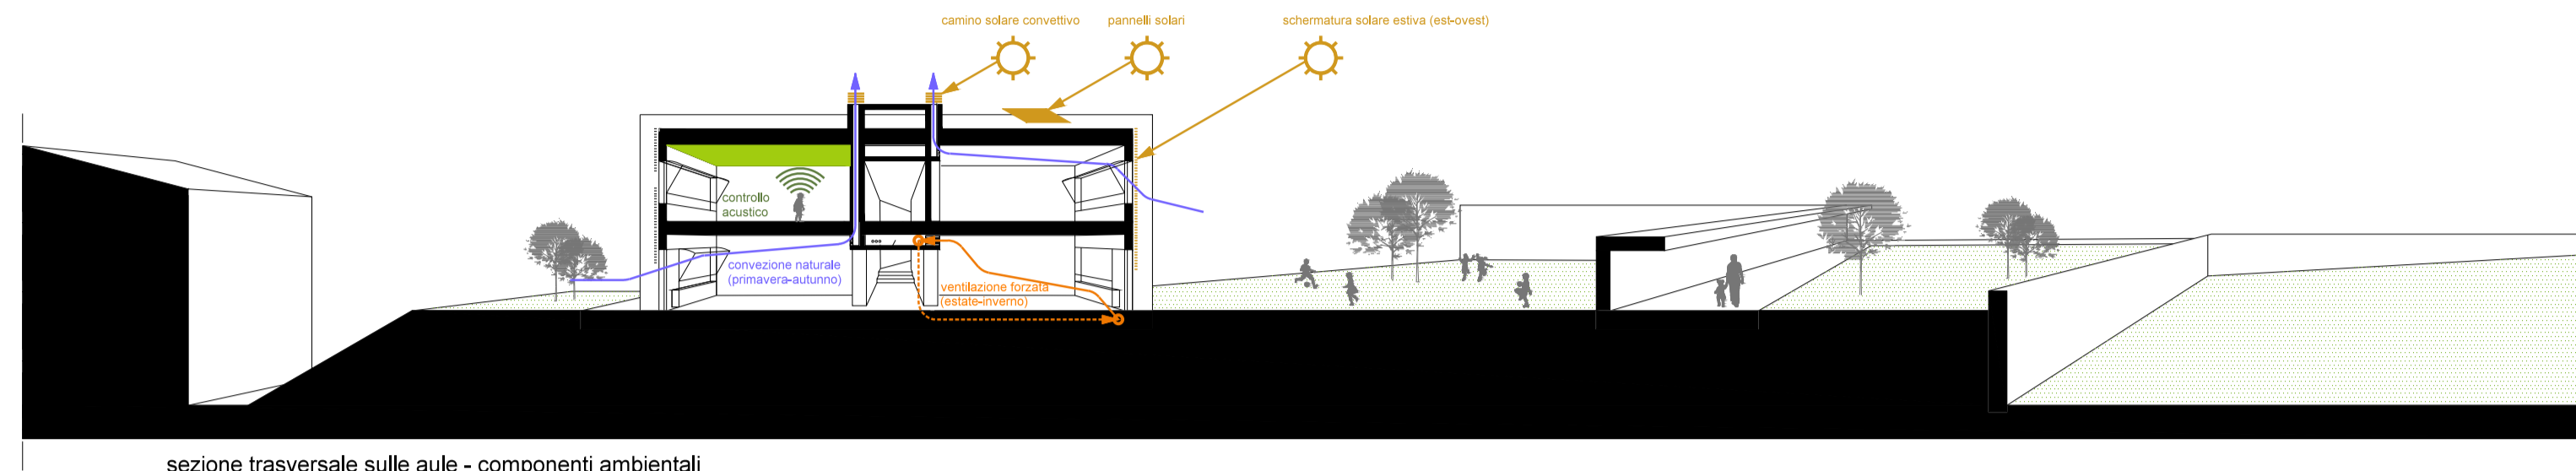 camino solare convettivo
pannelli solari
schermatura solare estiva (est-ovest)
controllo
acustico
convezione naturale
(primavera-autunno)
ventilazione forzata
(estate-inverno)
sezione trasversale sulle aule - componenti ambientali